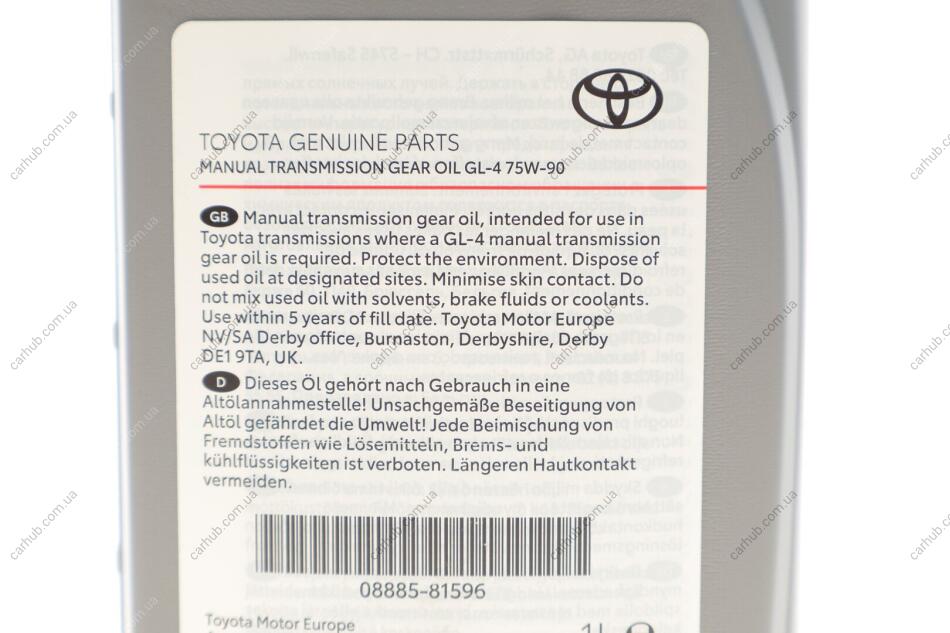 TOYOTA GENUINE PARTS
MANUAL TRANSMISSION GEAR OIL GL-4 75W-90
GB Manual transmission gear oil, intended for use in
Toyota transmissions where a GL-4 manual transmission
gear oil is required. Protect the environment. Dispose of
used oil at designated sites. Minimise skin contact. Do
not mix used oil with solvents, brake fluids or coolants.
Use within 5 years of fill date. Toyota Motor Europe
NV/SA Derby office, Burnaston, Derbyshire, Derby
DE1 9TA, UK.
D Dieses Öl gehört nach Gebrauch in eine
Altölannahmestelle! Unsachgemäße Beseitigung von
Altöl gefährdet die Umwelt! Jede Beimischung von
Fremdstoffen wie Lösemitteln, Brems- und
kühlflüssigkeiten ist verboten. Längeren Hautkontakt
vermeiden.
08885-81596
Toyota Motor Europe
1L
carhub.com.ua